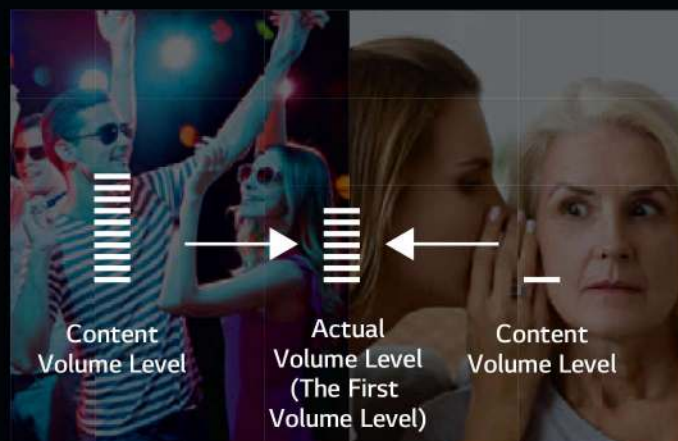 Content
Volume Level
Actual
Volume Level
(The First
Volume Level)
Content
Volume Level